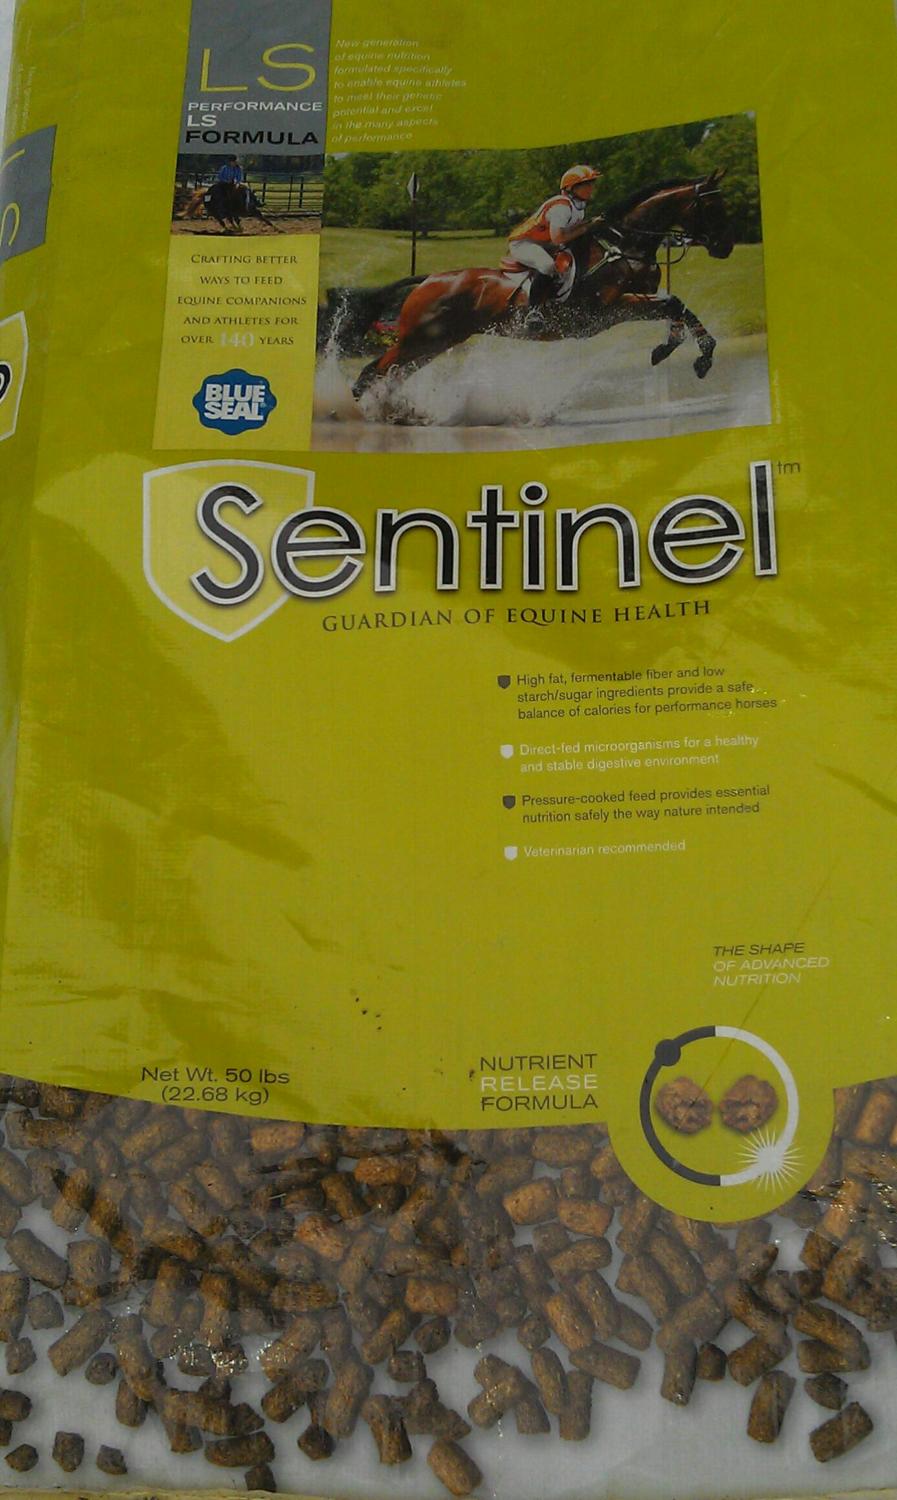 LS
PERFORMANCE
LS
FORMULA
New generation
of equine nutrition
formulated specifically
to enable equine athletes
to meet their genetic
potential and excel
in the many aspects
of performance
CRAFTING BETTER
WAYS TO FEED
EQUINE COMPANIONS
AND ATHLETES FOR
OVER 140 YEARS
BLUE
SEAL
Sentinel™
GUARDIAN OF EQUINE HEALTH
High fat, fermentable fiber and low
starch/sugar ingredients provide a safe
balance of calories for performance horses
Direct-fed microorganisms for a healthy
and stable digestive environment
Pressure-cooked feed provides essential
nutrition safely the way nature intended
Veterinarian recommended
THE SHAPE
OF ADVANCED
NUTRITION
Net Wt. 50 lbs
(22.68 kg)
NUTRIENT
RELEASE
FORMULA